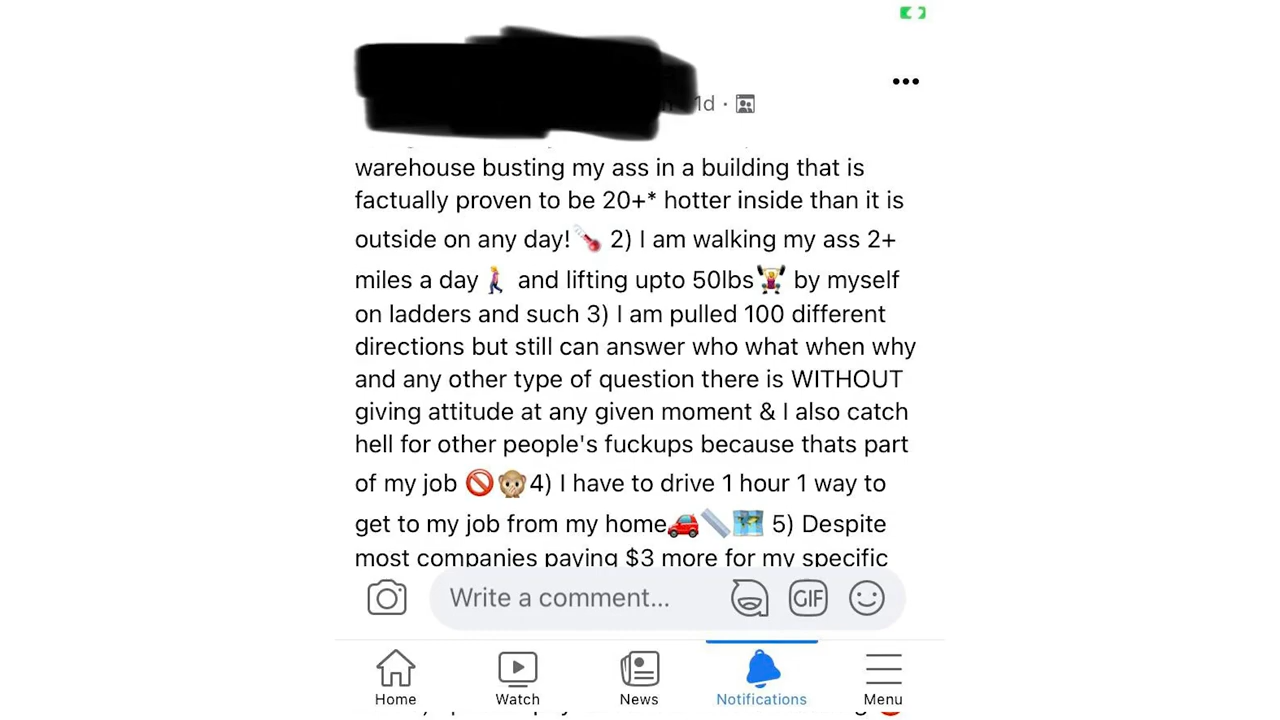 1d ·
warehouse busting my ass in a building that is
factually proven to be 20+* hotter inside than it is
outside on any day!🌡️ 2) I am walking my ass 2+
miles a day 🚶‍♀️ and lifting upto 50lbs🏋️‍♀️ by myself
on ladders and such 3) I am pulled 100 different
directions but still can answer who what when why
and any other type of question there is WITHOUT
giving attitude at any given moment & I also catch
hell for other people's fuckups because thats part
of my job 🚫🙊4) I have to drive 1 hour 1 way to
get to my job from my home🚗📏🗺️ 5) Despite
most companies paying $3 more for my specific
Write a comment...
GIF
Home
Watch
News
Notifications
Menu